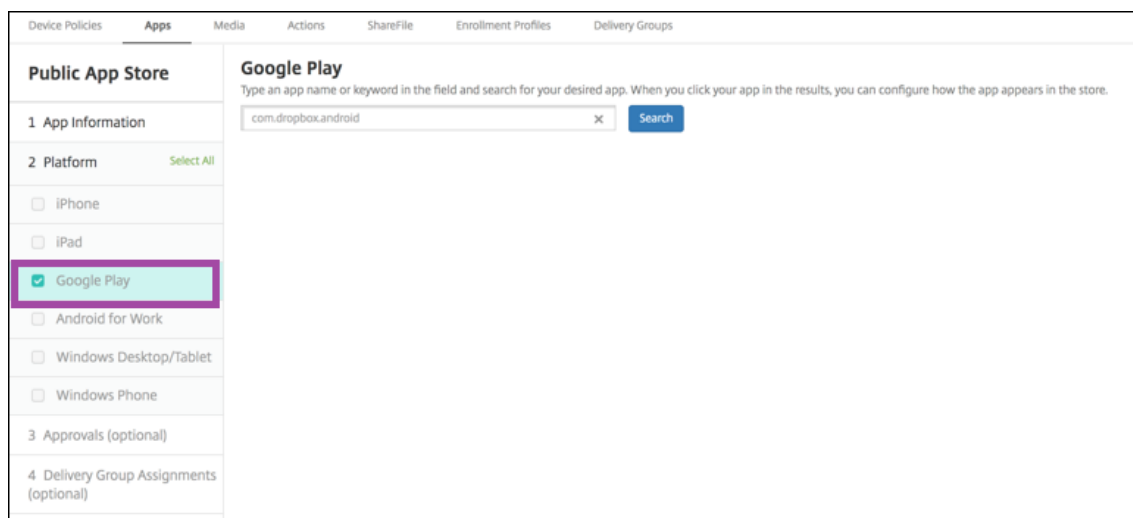 Device Policies Apps Media Actions ShareFile Enrollment Profiles Delivery Groups
Public App Store
1 App Information
2 Platform Select All
iPhone
iPad
Google Play
Android for Work
Windows Desktop/Tablet
Windows Phone
3 Approvals (optional)
4 Delivery Group Assignments
(optional)
Google Play
Type an app name or keyword in the field and search for your desired app. When you click your app in the results, you can configure how the app appears in the store.
com.dropbox.android Search